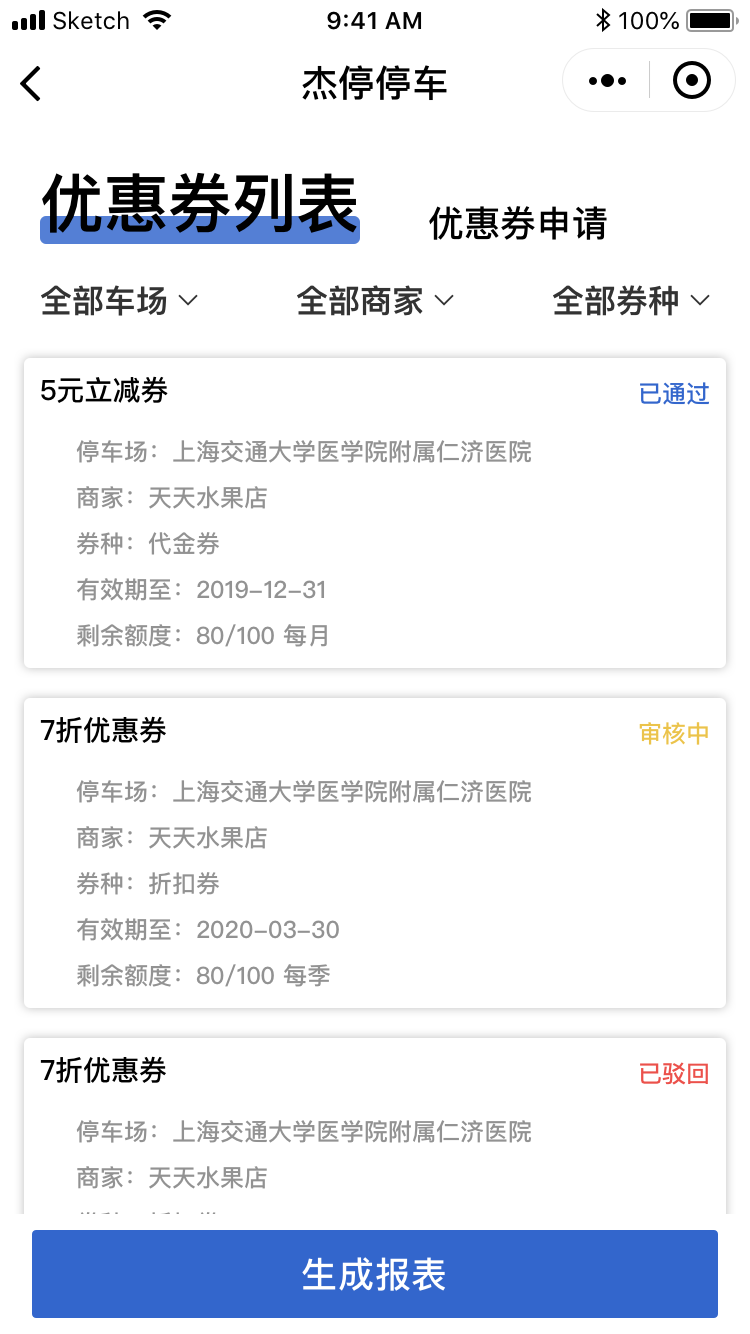 Sketch 9:41 AM 100%
杰停停车
优惠券列表 优惠券申请
全部车场 全部商家 全部券种
5元立减券 已通过
停车场：上海交通大学医学院附属仁济医院
商家：天天水果店
券种：代金券
有效期至：2019-12-31
剩余额度：80/100 每月
7折优惠券 审核中
停车场：上海交通大学医学院附属仁济医院
商家：天天水果店
券种：折扣券
有效期至：2020-03-30
剩余额度：80/100 每季
7折优惠券 已驳回
停车场：上海交通大学医学院附属仁济医院
商家：天天水果店
生成报表